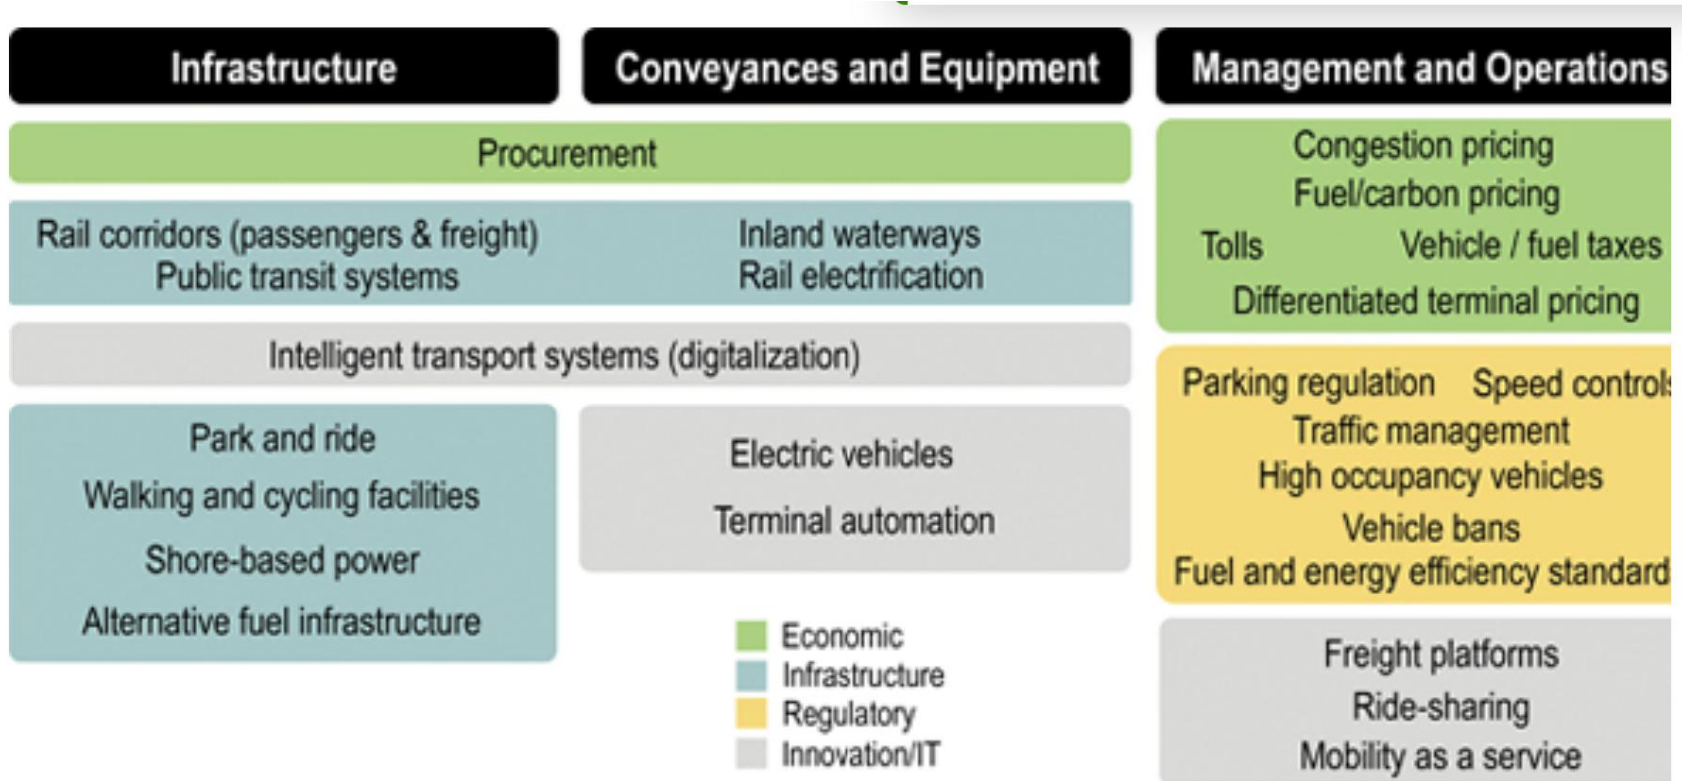 Infrastructure
Conveyances and Equipment
Management and Operations
Procurement
Rail corridors (passengers & freight)
Public transit systems
Inland waterways
Rail electrification
Intelligent transport systems (digitalization)
Park and ride
Walking and cycling facilities
Shore-based power
Alternative fuel infrastructure
Electric vehicles
Terminal automation
Economic
Infrastructure
Regulatory
Innovation/IT
Congestion pricing
Fuel/carbon pricing
Tolls Vehicle / fuel taxes
Differentiated terminal pricing
Parking regulation Speed controls
Traffic management
High occupancy vehicles
Vehicle bans
Fuel and energy efficiency standard
Freight platforms
Ride-sharing
Mobility as a service